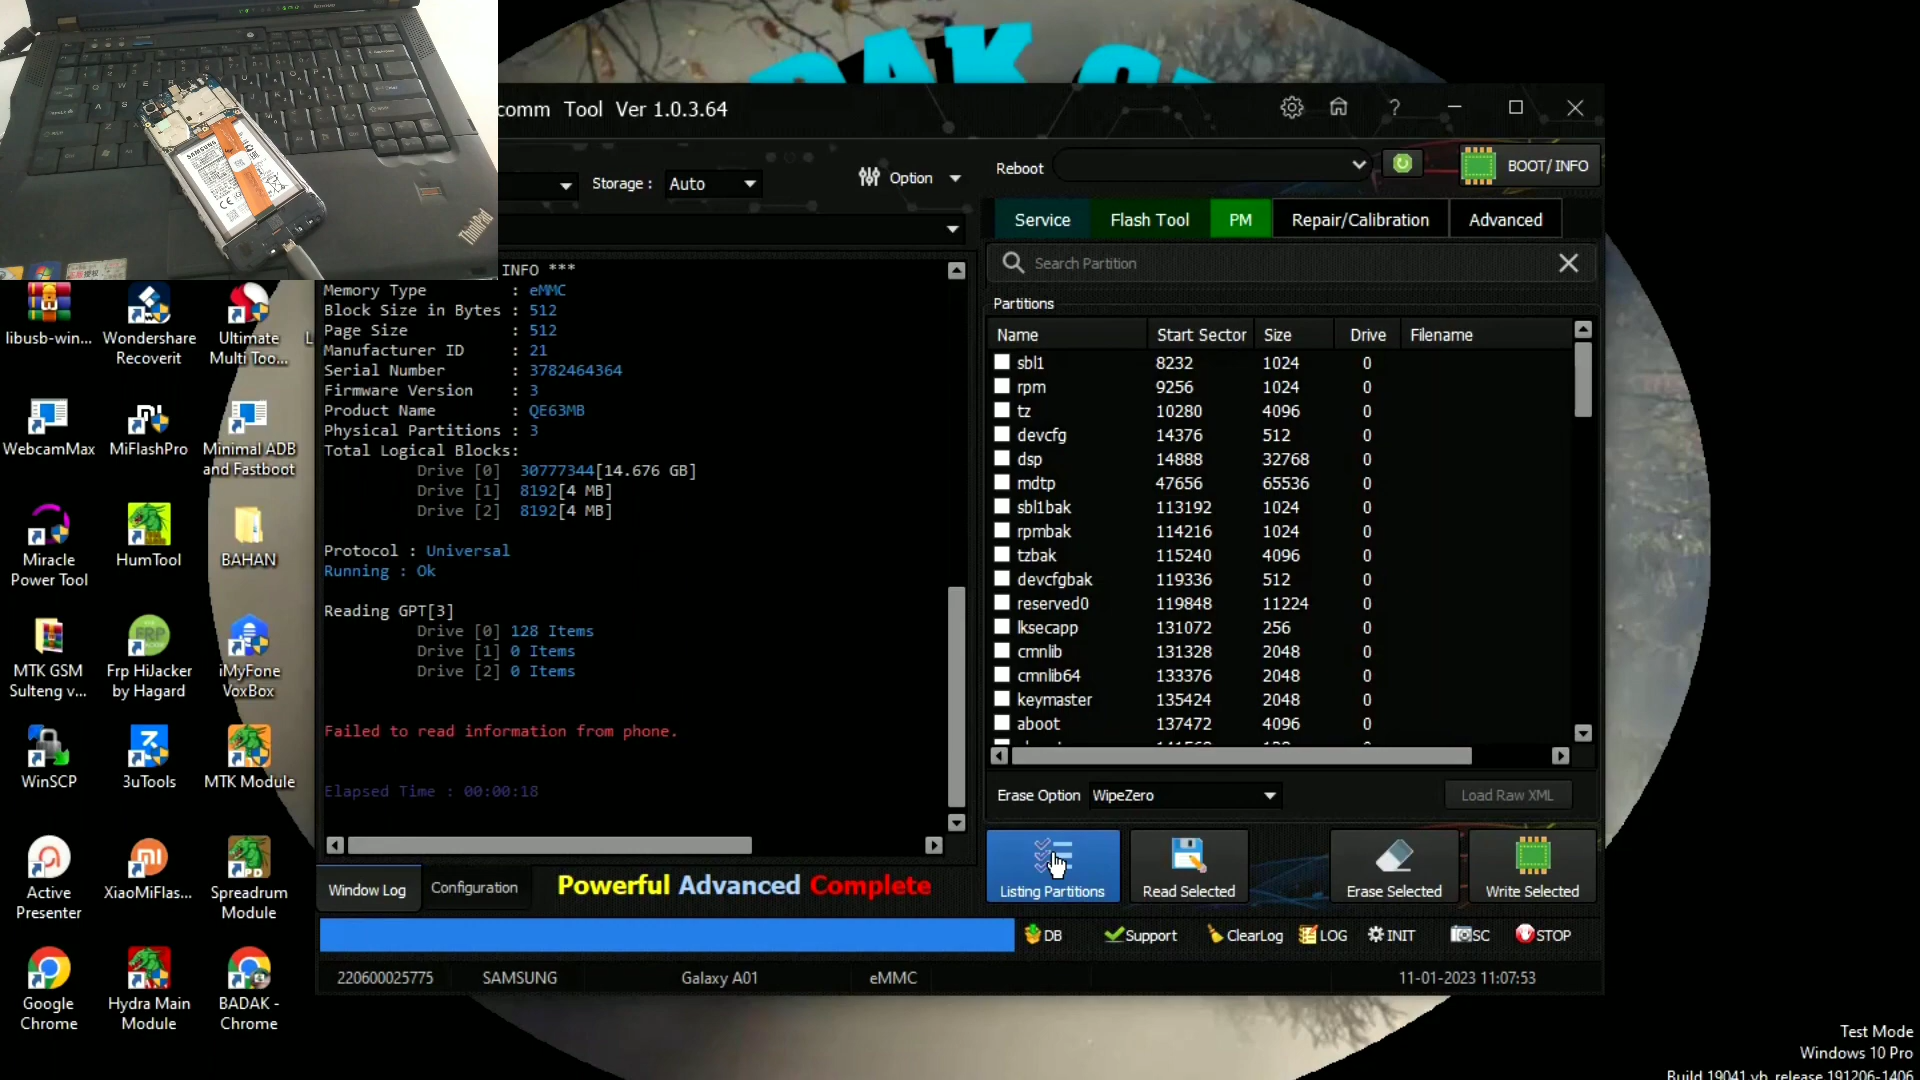 lenovo
SAMSUNG
ThinkPad
DAK
comm Tool Ver 1.0.3.64
?
Storage :
Auto
Option
Reboot
BOOT/ INFO
Service
Flash Tool
PM
Repair/Calibration
Advanced
Search Partition
INFO ***
Memory Type : eMMC
Block Size in Bytes : 512
Page Size : 512
Manufacturer ID : 21
Serial Number : 3782464364
Firmware Version : 3
Product Name : QE63MB
Physical Partitions : 3
Total Logical Blocks:
Drive [0] 30777344[14.676 GB]
Drive [1] 8192[4 MB]
Drive [2] 8192[4 MB]
Protocol : Universal
Running : Ok
Reading GPT[3]
Drive [0] 128 Items
Drive [1] 0 Items
Drive [2] 0 Items
Failed to read information from phone.
Elapsed Time : 00:00:18
Partitions
Name Start Sector Size Drive Filename
sbl1 8232 1024 0
rpm 9256 1024 0
tz 10280 4096 0
devcfg 14376 512 0
dsp 14888 32768 0
mdtp 47656 65536 0
sbl1bak 113192 1024 0
rpmbak 114216 1024 0
tzbak 115240 4096 0
devcfgbak 119336 512 0
reserved0 119848 11224 0
lksecapp 131072 256 0
cmnlib 131328 2048 0
cmnlib64 133376 2048 0
keymaster 135424 2048 0
aboot 137472 4096 0
Erase Option
WipeZero
Load Raw XML
Listing Partitions
Read Selected
Erase Selected
Write Selected
Window Log
Configuration
Powerful Advanced Complete
DB
Support
ClearLog
LOG
INIT
SC
STOP
220600025775
SAMSUNG
Galaxy A01
eMMC
11-01-2023 11:07:53
libusb-win...
Wondershare
Recoverit
Ultimate
Multi Too...
L
WebcamMax
MiFlashPro
Minimal ADB
and Fastboot
Miracle
Power Tool
HumTool
BAHAN
MTK GSM
Sulteng v...
FRP
Frp HiJacker
by Hagard
iMyFone
VoxBox
WinSCP
3uTools
MTK Module
Active
Presenter
XiaoMiFlas...
Spreadrum
Module
Google
Chrome
Hydra Main
Module
BADAK -
Chrome
Test Mode
Windows 10 Pro
Build 19041.vb_release.191206-1406